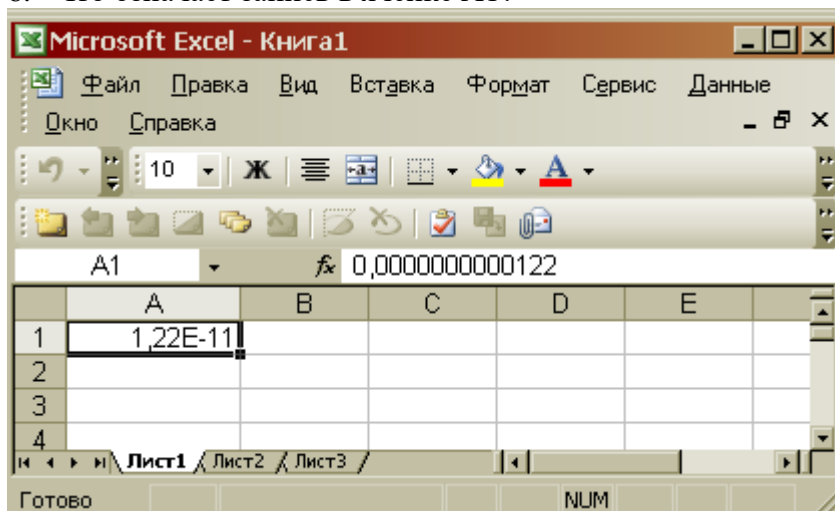 Microsoft Excel - Книга1
Файл Правка Вид Вставка Формат Сервис Данные
Окно Справка
10 Ж A
A1 fx 0,0000000000122
A B C D E
1 1,22E-11
2
3
4
Лист1 Лист2 Лист3
Готово NUM